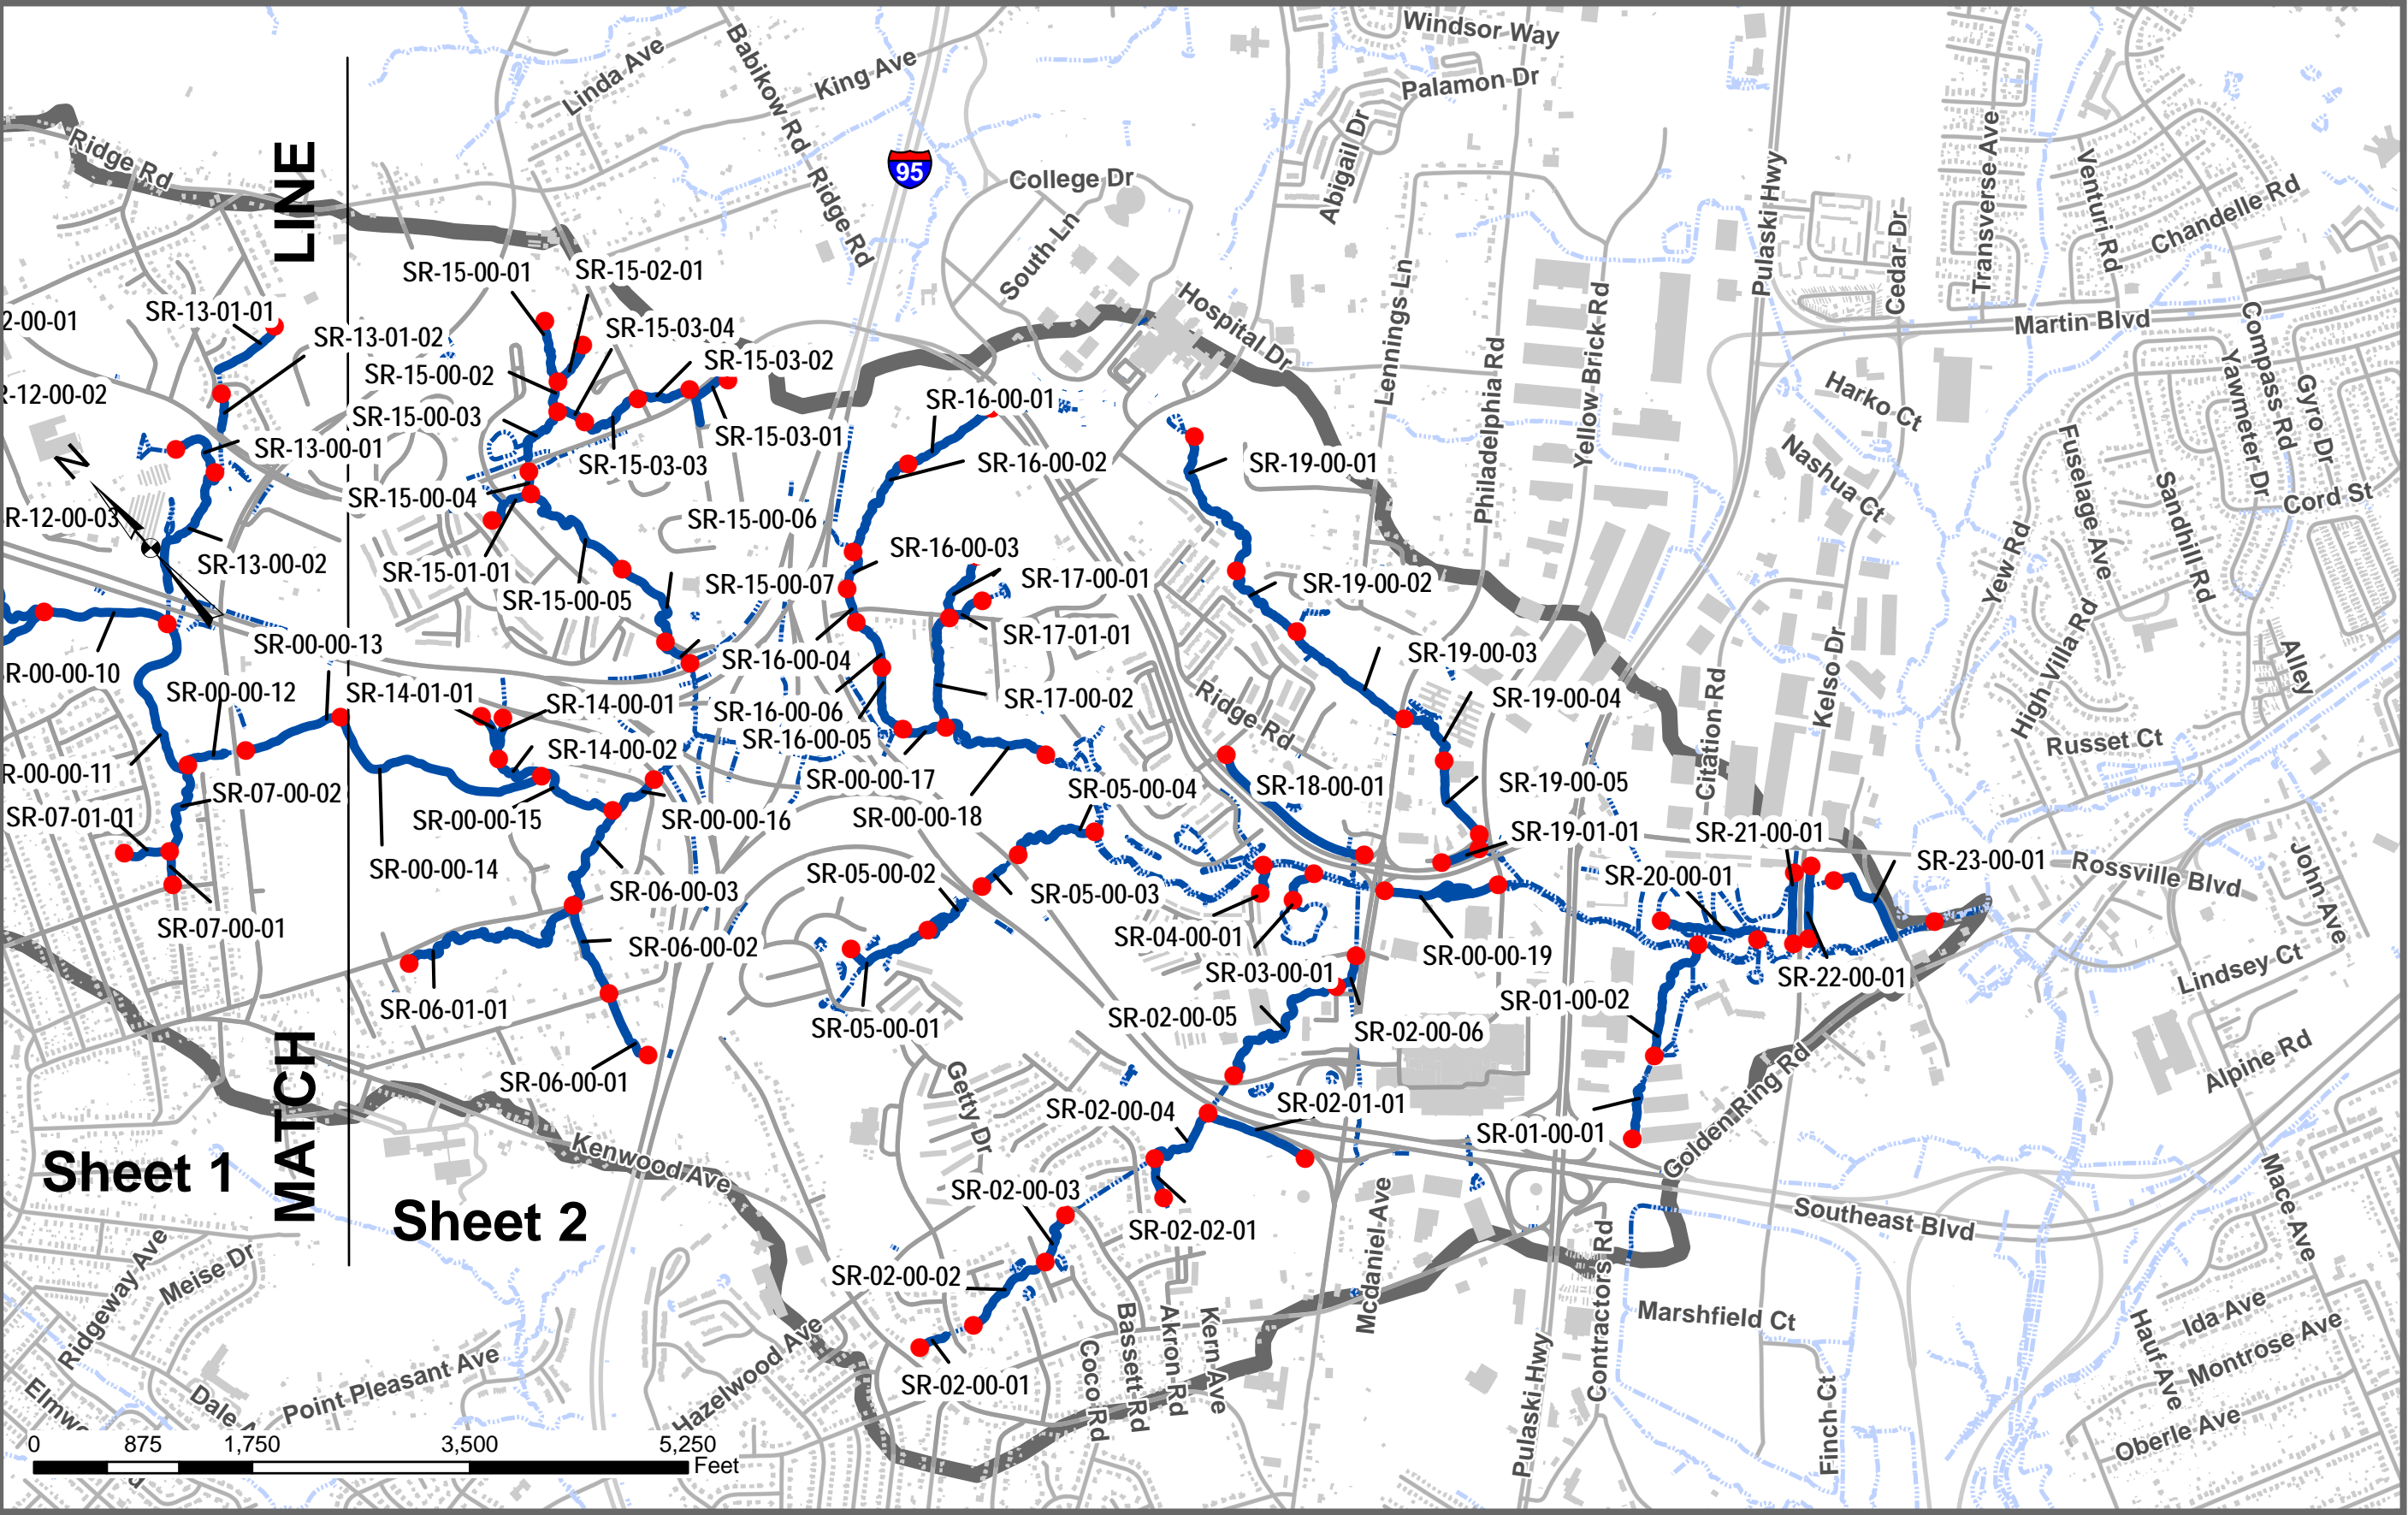 Windsor Way
Palamon Dr
Linda Ave
Babikow Rd
King Ave
Ridge Rd
Ridge Rd
LINE
95
College Dr
South Ln
Abigail Dr
Hospital Dr
Lennings Ln
Philadelphia Rd
Yellow Brick Rd
Pulaski Hwy
Cedar Dr
Transverse Ave
Venturi Rd
Chandelle Rd
Martin Blvd
Compass Rd
Gyro Dr
Yawmeter Dr
Cord St
Harko Ct
Nashua Ct
Fuselage Ave
Sandhill Rd
Yew Rd
High Villa Rd
Alley
Russet Ct
Kelso Dr
Citation Rd
Ridge Rd
Rossville Blvd
John Ave
Lindsey Ct
Alpine Rd
Mace Ave
SR-15-00-01
SR-15-02-01
SR-13-01-01
2-00-01
SR-13-01-02
SR-15-03-04
SR-15-03-02
SR-15-00-02
R-12-00-02
SR-15-00-03
SR-16-00-01
SR-15-03-01
SR-13-00-01
SR-15-03-03
SR-16-00-02
SR-19-00-01
N
SR-15-00-04
R-12-00-03
SR-15-00-06
SR-16-00-03
SR-13-00-02
SR-15-01-01
SR-15-00-05
SR-15-00-07
SR-17-00-01
SR-19-00-02
SR-00-00-13
SR-17-01-01
SR-16-00-04
SR-19-00-03
R-00-00-10
SR-00-00-12
SR-14-01-01
SR-14-00-01
SR-16-00-06
SR-17-00-02
SR-19-00-04
SR-14-00-02
SR-16-00-05
R-00-00-11
SR-00-00-17
SR-05-00-04
SR-18-00-01
SR-19-00-05
SR-07-00-02
SR-07-01-01
SR-00-00-15
SR-00-00-16
SR-00-00-18
SR-19-01-01
SR-21-00-01
SR-23-00-01
SR-00-00-14
SR-06-00-03
SR-05-00-02
SR-05-00-03
SR-20-00-01
SR-07-00-01
SR-06-00-02
SR-04-00-01
SR-00-00-19
SR-03-00-01
SR-22-00-01
SR-06-01-01
SR-05-00-01
SR-02-00-05
SR-02-00-06
SR-01-00-02
SR-06-00-01
SR-02-00-04
SR-02-01-01
SR-01-00-01
MATCH
Sheet 1
Sheet 2
Kenwood Ave
Getty Dr
SR-02-00-03
SR-02-02-01
SR-02-00-02
SR-02-00-01
Golden Ring Rd
Southeast Blvd
Mcdaniel Ave
Contractors Rd
Marshfield Ct
Finch Ct
Pulaski Hwy
Coco Rd
Bassett Rd
Akron Rd
Kern Ave
Hazelwood Ave
Ridgeway Ave
Meise Dr
Point Pleasant Ave
Dale
Ida Ave
Hauf Ave
Montrose Ave
Oberle Ave
0 875 1,750 3,500 5,250
Feet